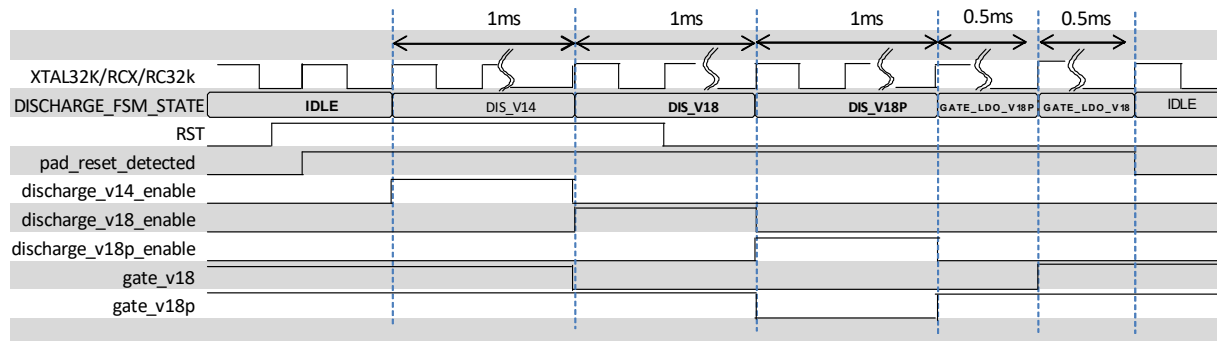 1ms 1ms 1ms 0.5ms 0.5ms
XTAL32K/RCX/RC32k
DISCHARGE_FSM_STATE IDLE DIS_V14 DIS_V18 DIS_V18P GATE_LDO_V18P GATE_LDO_V18 IDLE
RST
pad_reset_detected
discharge_v14_enable
discharge_v18_enable
discharge_v18p_enable
gate_v18
gate_v18p